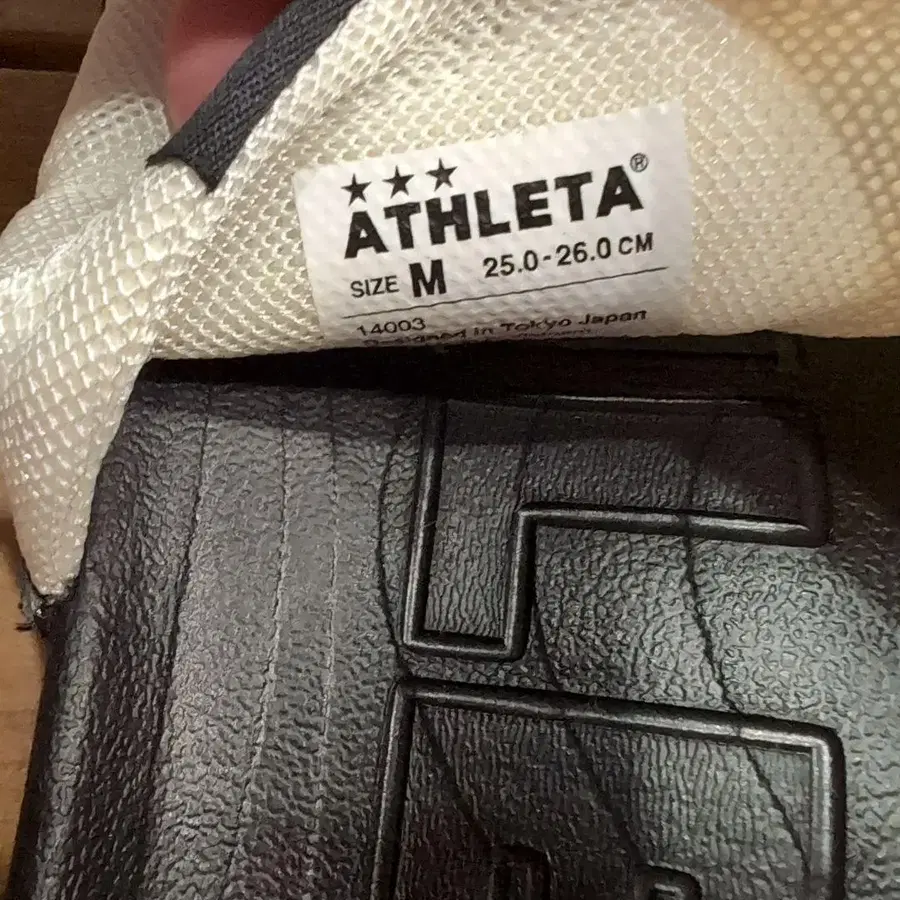 ★★★
ATHLETA®
SIZE M 25.0-26.0 CM
14003
Designed in Tokyo Japan